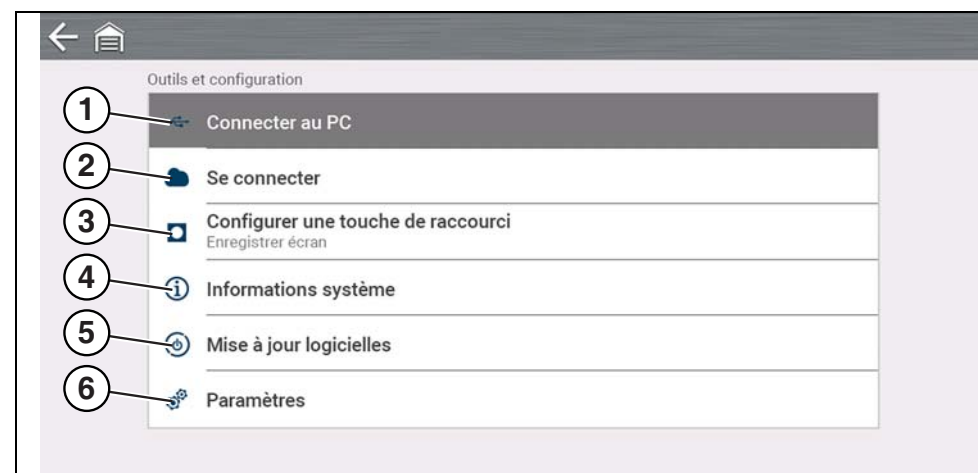 Outils et configuration
1 Connecter au PC
2 Se connecter
3 Configurer une touche de raccourci
Enregistrer écran
4 Informations système
5 Mise à jour logicielles
6 Paramètres